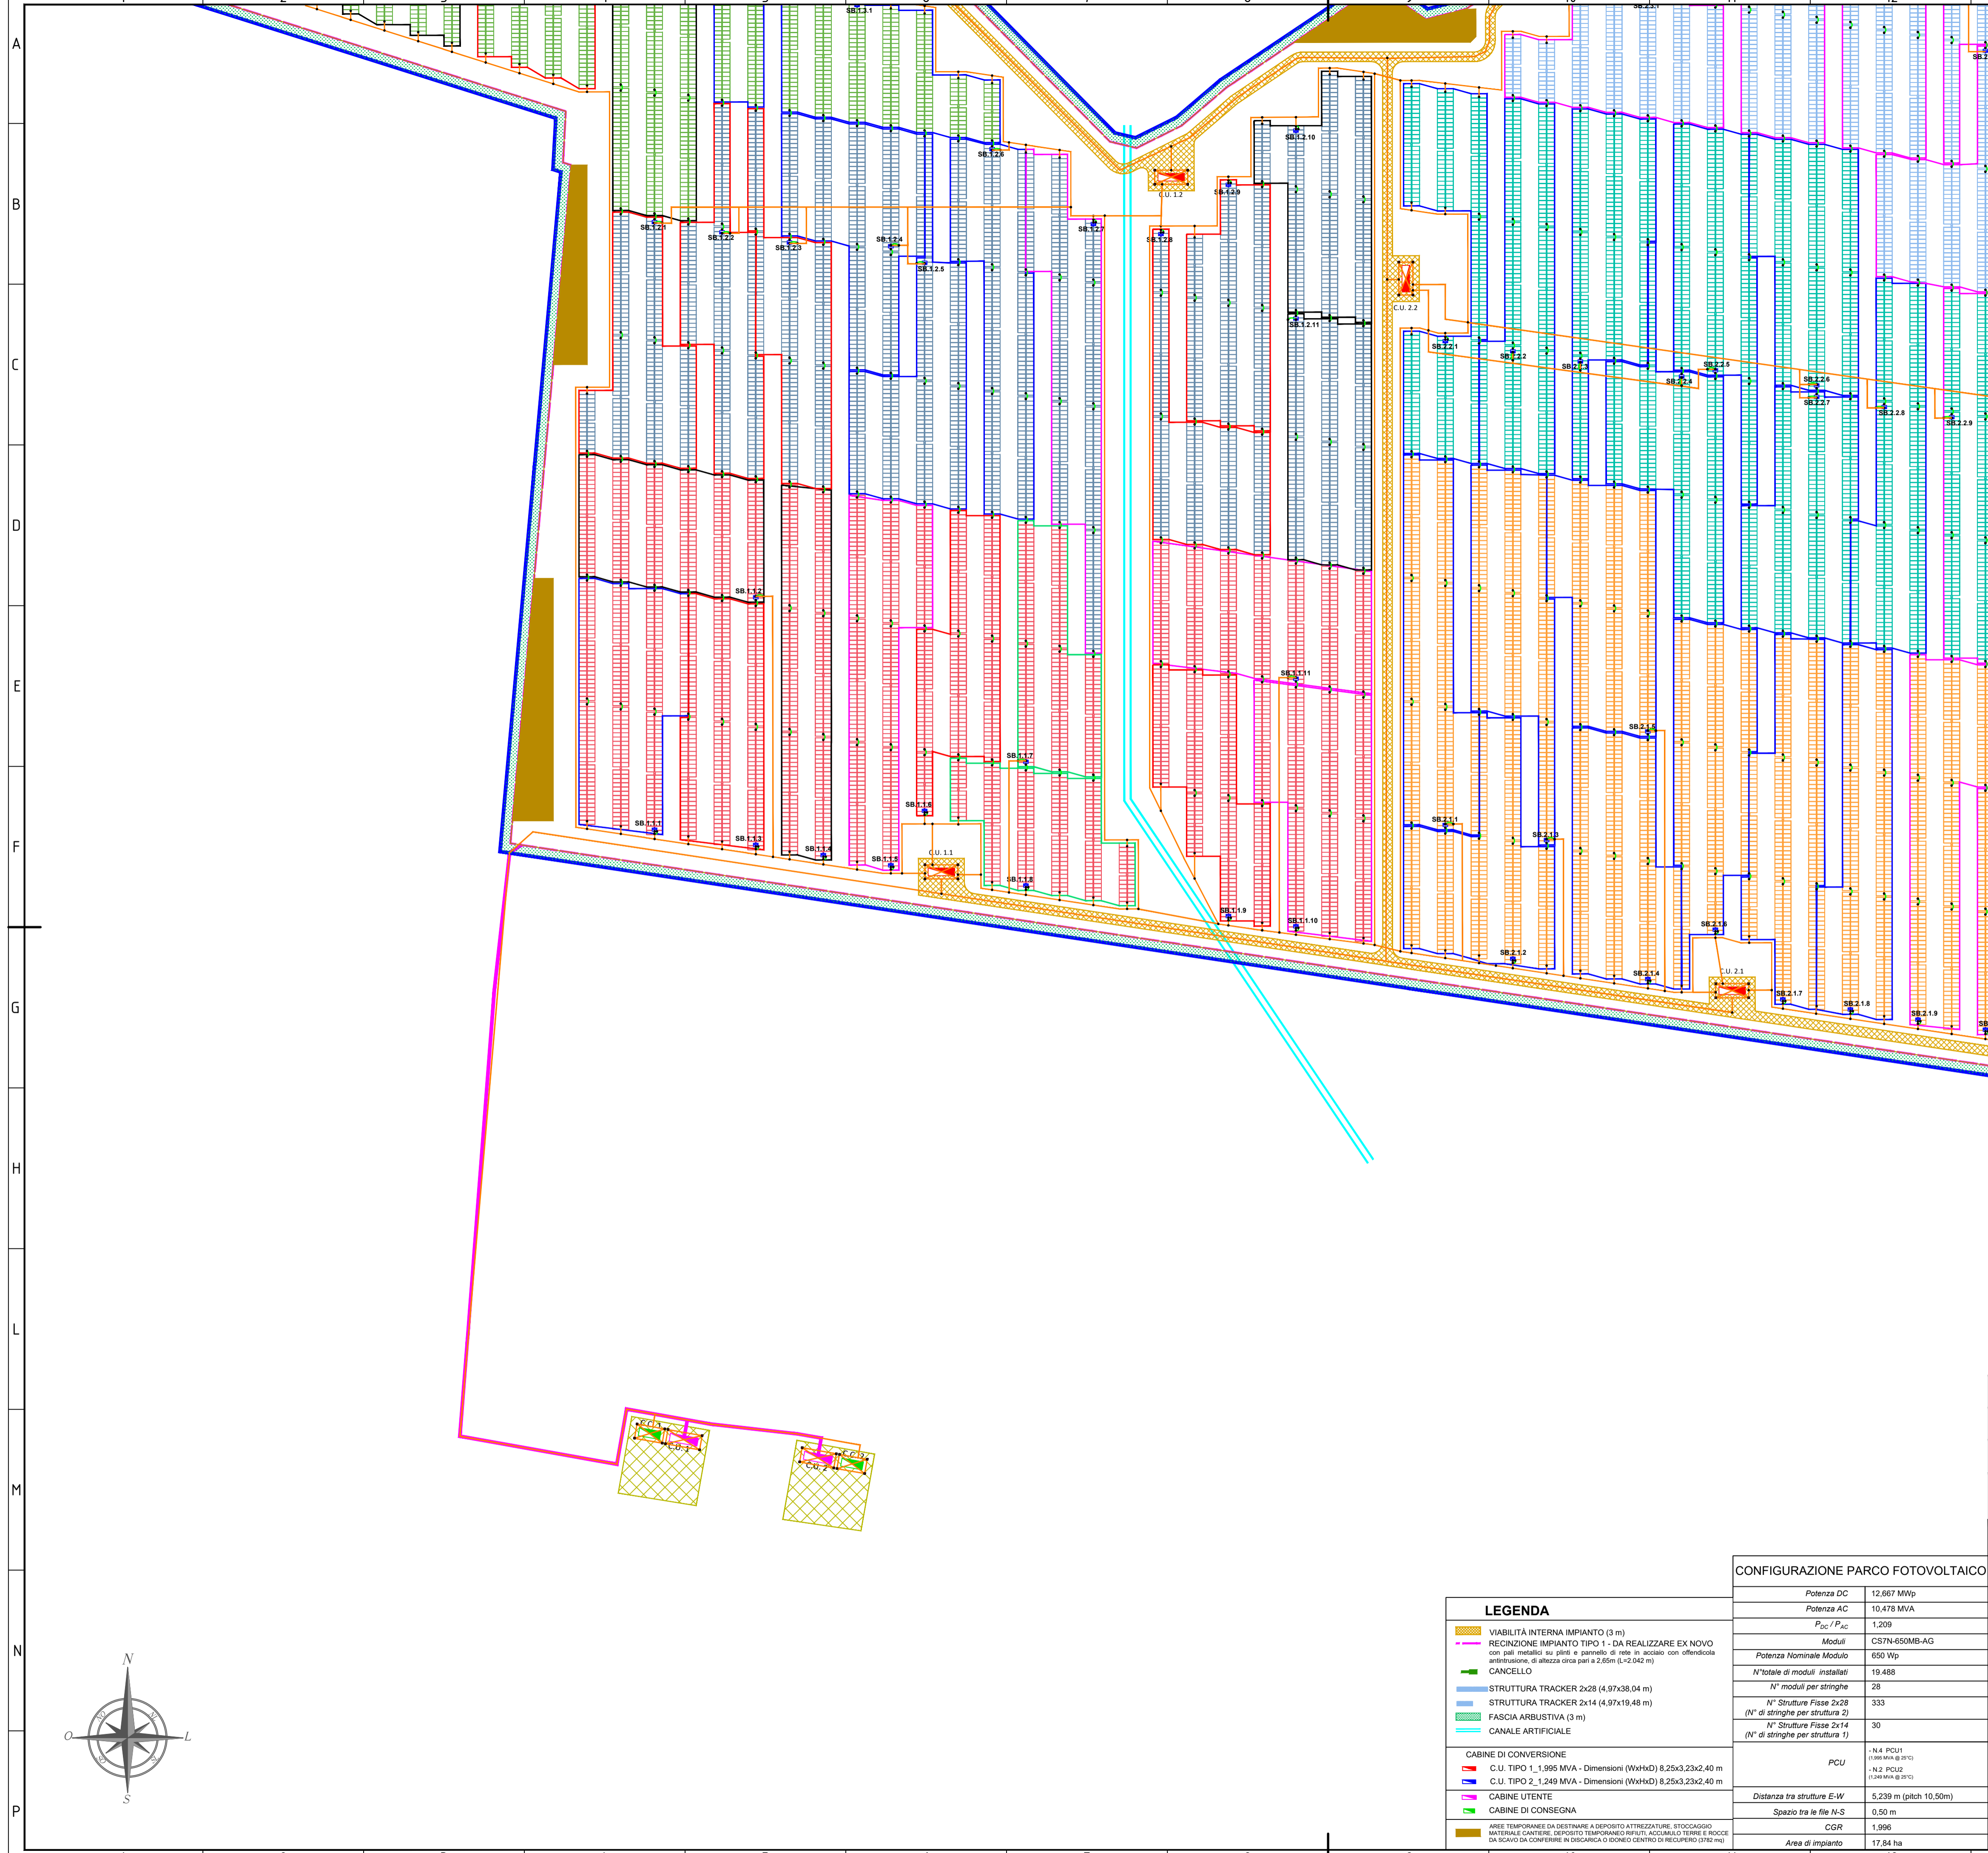 A
B
C
D
E
F
G
H
L
M
N
P
SB.1.3.1
SB.1.2.10
SB.1.2.6
C.U. 1.2
SB.1.2.9
SB.1.2.1
SB.1.2.2
SB.1.2.3
SB.1.2.4
SB.1.2.5
SB.1.2.7
SB.1.2.8
C.U. 2.2
SB.1.2.11
SB.2.2.1
SB.2.2.2
SB.2.2.4
SB.2.2.5
SB.2.2.6
SB.2.2.7
SB.2.2.8
SB.2.2.9
SB.1.1.2
SB.1.1.11
SB.2.1.5
SB.1.1.7
SB.1.1.6
SB.1.1.1
SB.1.1.3
SB.1.1.4
SB.1.1.5
C.U. 1.1
SB.1.1.8
SB.1.1.9
SB.1.1.10
SB.2.1.1
SB.2.1.3
SB.2.1.2
SB.2.1.4
SB.2.1.6
C.U. 2.1
SB.2.1.7
SB.2.1.8
SB.2.1.9
C.U. 1
C.U. 2
N
O
L
S
LEGENDA
VIABILITÀ INTERNA IMPIANTO (3 m)
RECINZIONE IMPIANTO TIPO 1 - DA REALIZZARE EX NOVO
con pali metallici su plinti e pannello di rete in acciaio con offendicola
antintrusione, di altezza circa pari a 2,65m (L=2.042 m)
CANCELLO
STRUTTURA TRACKER 2x28 (4,97x38,04 m)
STRUTTURA TRACKER 2x14 (4,97x19,48 m)
FASCIA ARBUSTIVA (3 m)
CANALE ARTIFICIALE
CABINE DI CONVERSIONE
C.U. TIPO 1_1,995 MVA - Dimensioni (WxHxD) 8,25x3,23x2,40 m
C.U. TIPO 2_1,249 MVA - Dimensioni (WxHxD) 8,25x3,23x2,40 m
CABINE UTENTE
CABINE DI CONSEGNA
AREE TEMPORANEE DA DESTINARE A DEPOSITO ATTREZZATURE, STOCCAGGIO
MATERIALE CANTIERE, DEPOSITO TEMPORANEO RIFIUTI, ACCUMULO TERRE E ROCCE
DA SCAVO DA CONFERIRE IN DISCARICA O IDONEO CENTRO DI RECUPERO (3782 mq)
CONFIGURAZIONE PARCO FOTOVOLTAICO
Potenza DC 12,667 MWp
Potenza AC 10,478 MVA
PDC / PAC 1,209
Moduli CS7N-650MB-AG
Potenza Nominale Modulo 650 Wp
N°totale di moduli installati 19.488
N° moduli per stringhe 28
N° Strutture Fisse 2x28 333
(N° di stringhe per struttura 2)
N° Strutture Fisse 2x14 30
(N° di stringhe per struttura 1)
PCU
- N.4 PCU1
(1,995 MVA @ 25°C)
- N.2 PCU2
(1,249 MVA @ 25°C)
Distanza tra strutture E-W 5,239 m (pitch 10,50m)
Spazio tra le file N-S 0,50 m
CGR 1,996
Area di impianto 17,84 ha